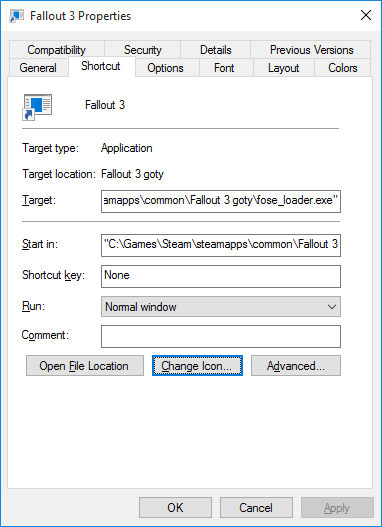 Fallout 3 Properties
Compatibility Security Details Previous Versions
General Shortcut Options Font Layout Colors
Fallout 3
Target type: Application
Target location: Fallout 3 goty
Target: amapps\common\Fallout 3 goty\fose_loader.exe"
Start in: "C:\Games\Steam\steamapps\common\Fallout 3
Shortcut key: None
Run: Normal window
Comment:
Open File Location Change Icon... Advanced...
OK Cancel Apply